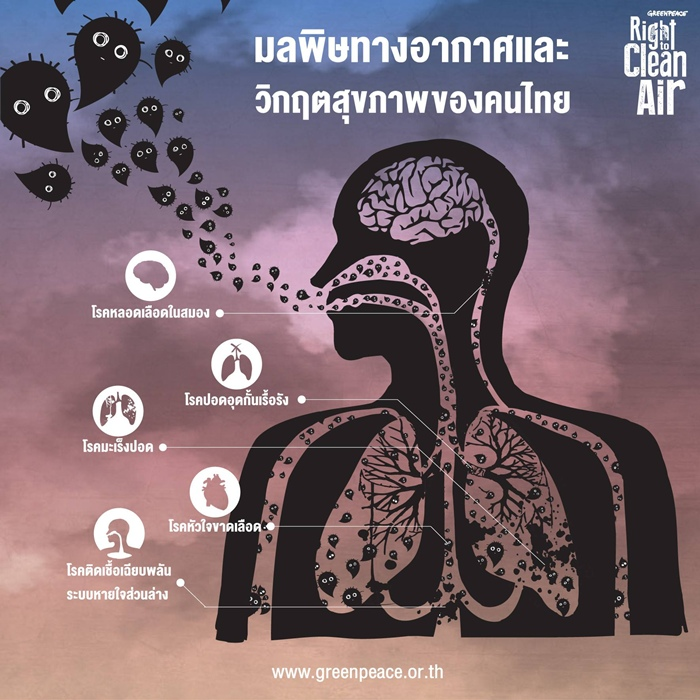 GREENPEACE
Right
to
Clean
Air
มลพิษทางอากาศและ
วิกฤตสุขภาพของคนไทย
โรคหลอดเลือดในสมอง
โรคปอดอุดกั้นเรื้อรัง
โรคมะเร็งปอด
โรคหัวใจขาดเลือด
โรคติดเชื้อเฉียบพลัน
ระบบหายใจส่วนล่าง
www.greenpeace.or.th